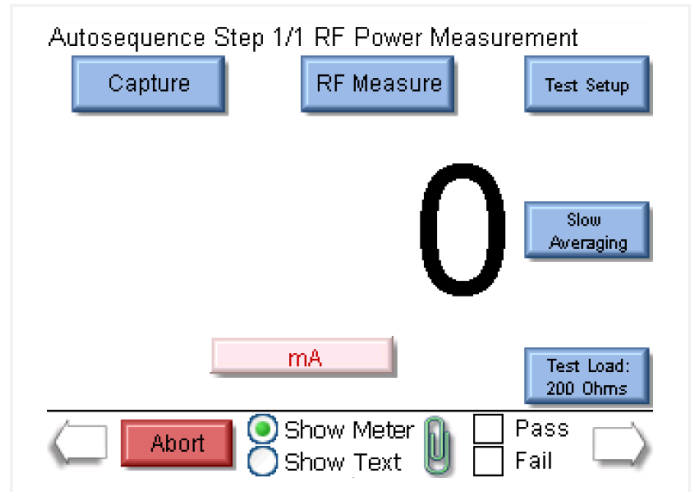 Autosequence Step 1/1 RF Power Measurement
Capture RF Measure Test Setup
0
Slow
Averaging
mA
Test Load:
200 Ohms
Abort
Show Meter
Show Text
Pass
Fail